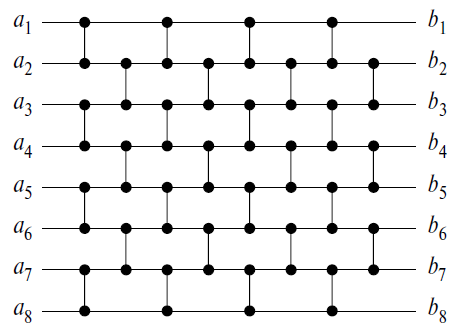 a₁ b₁
a₂ b₂
a₃ b₃
a₄ b₄
a₅ b₅
a₆ b₆
a₇ b₇
a₈ b₈